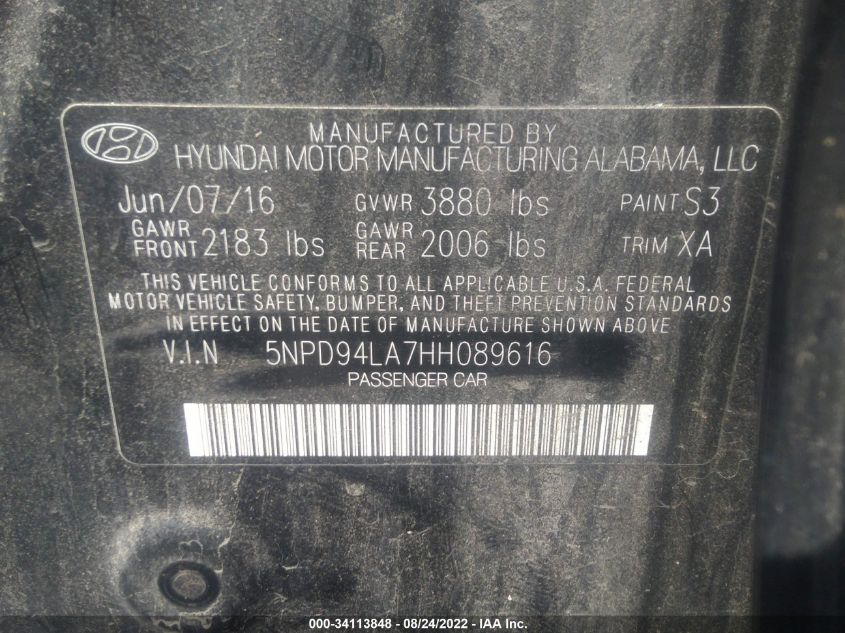 MANUFACTURED BY
HYUNDAI MOTOR MANUFACTURING ALABAMA, LLC
Jun/07/16 GVWR 3880 lbs PAINT S3
GAWR FRONT 2183 lbs GAWR REAR 2006 lbs TRIM XA
THIS VEHICLE CONFORMS TO ALL APPLICABLE U.S.A. FEDERAL
MOTOR VEHICLE SAFETY, BUMPER, AND THEFT PREVENTION STANDARDS
IN EFFECT ON THE DATE OF MANUFACTURE SHOWN ABOVE
V.I.N 5NPD94LA7HH089616
PASSENGER CAR
000-34113848 - 08/24/2022 - IAA Inc.